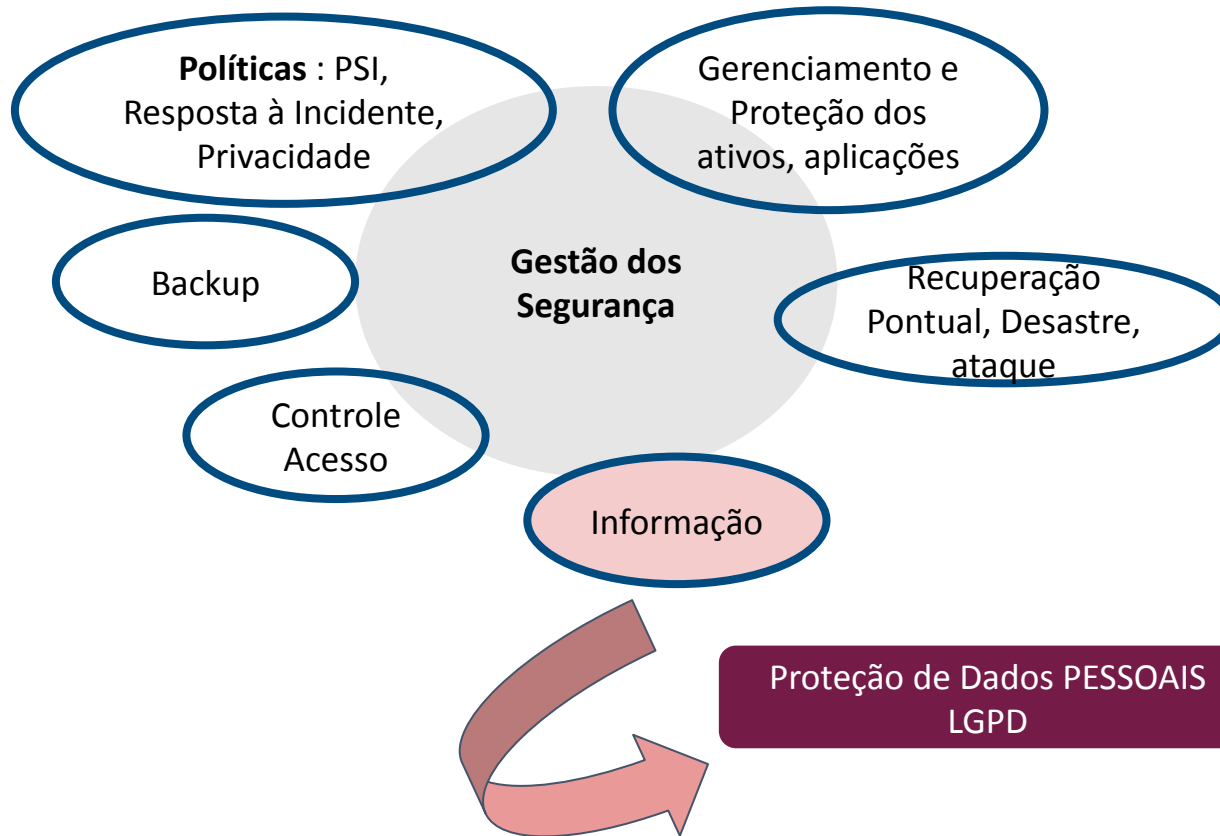 Políticas : PSI,
Resposta à Incidente,
Privacidade
Gerenciamento e
Proteção dos
ativos, aplicações
Backup
Gestão dos
Segurança
Recuperação
Pontual, Desastre,
ataque
Controle
Acesso
Informação
Proteção de Dados PESSOAIS
LGPD